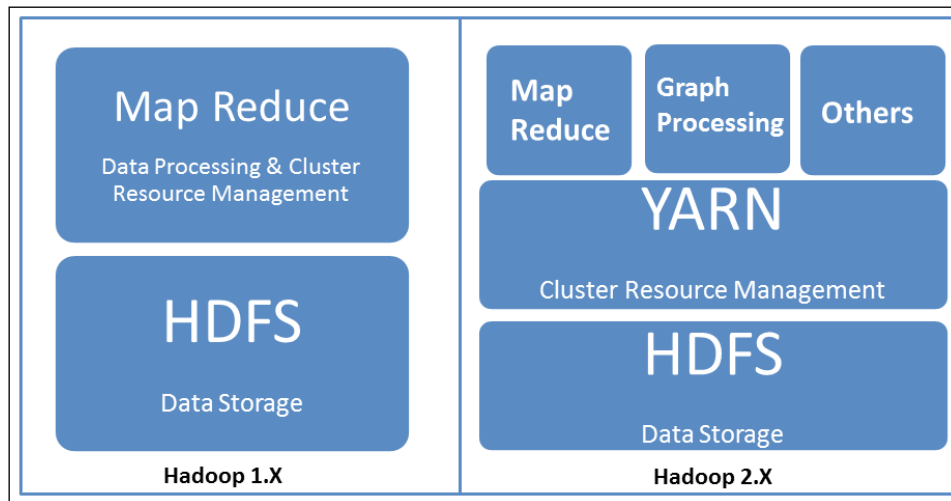 Map Reduce
Data Processing & Cluster
Resource Management
HDFS
Data Storage
Hadoop 1.X
Map
Reduce
Graph
Processing
Others
YARN
Cluster Resource Management
HDFS
Data Storage
Hadoop 2.X